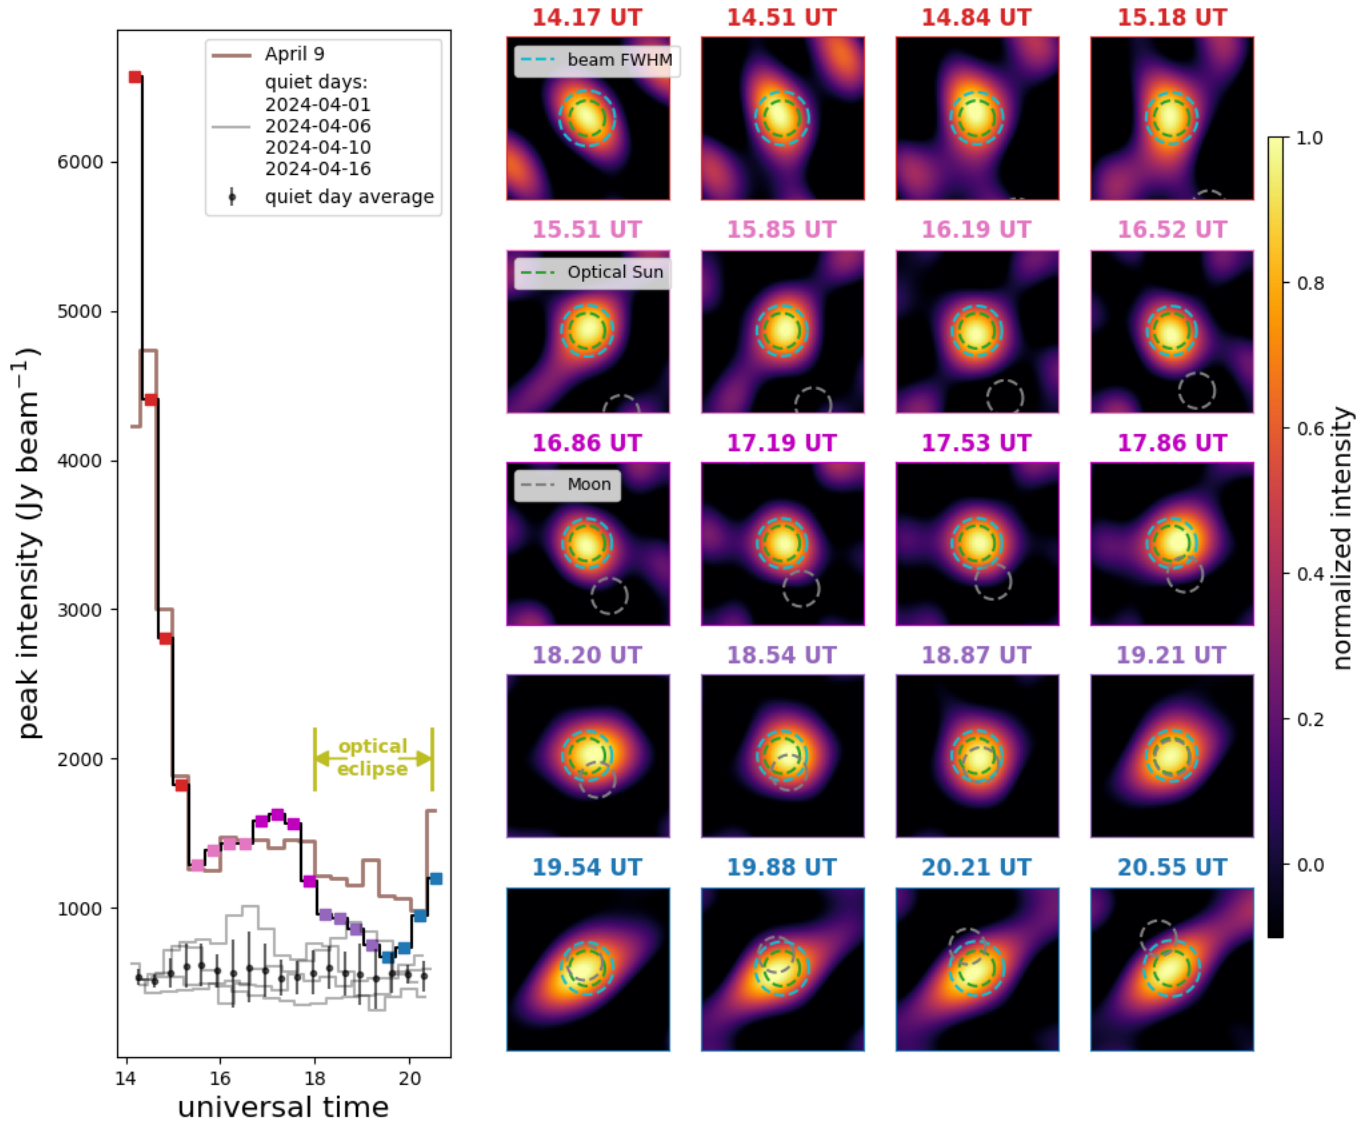 peak intensity (Jy beam⁻¹)
6000
5000
4000
3000
2000
1000
14
16
18
20
universal time
April 9
quiet days:
2024-04-01
2024-04-06
2024-04-10
2024-04-16
quiet day average
optical
eclipse
14.17 UT
14.51 UT
14.84 UT
15.18 UT
beam FWHM
15.51 UT
15.85 UT
16.19 UT
16.52 UT
Optical Sun
16.86 UT
17.19 UT
17.53 UT
17.86 UT
Moon
18.20 UT
18.54 UT
18.87 UT
19.21 UT
19.54 UT
19.88 UT
20.21 UT
20.55 UT
1.0
0.8
0.6
0.4
0.2
0.0
normalized intensity